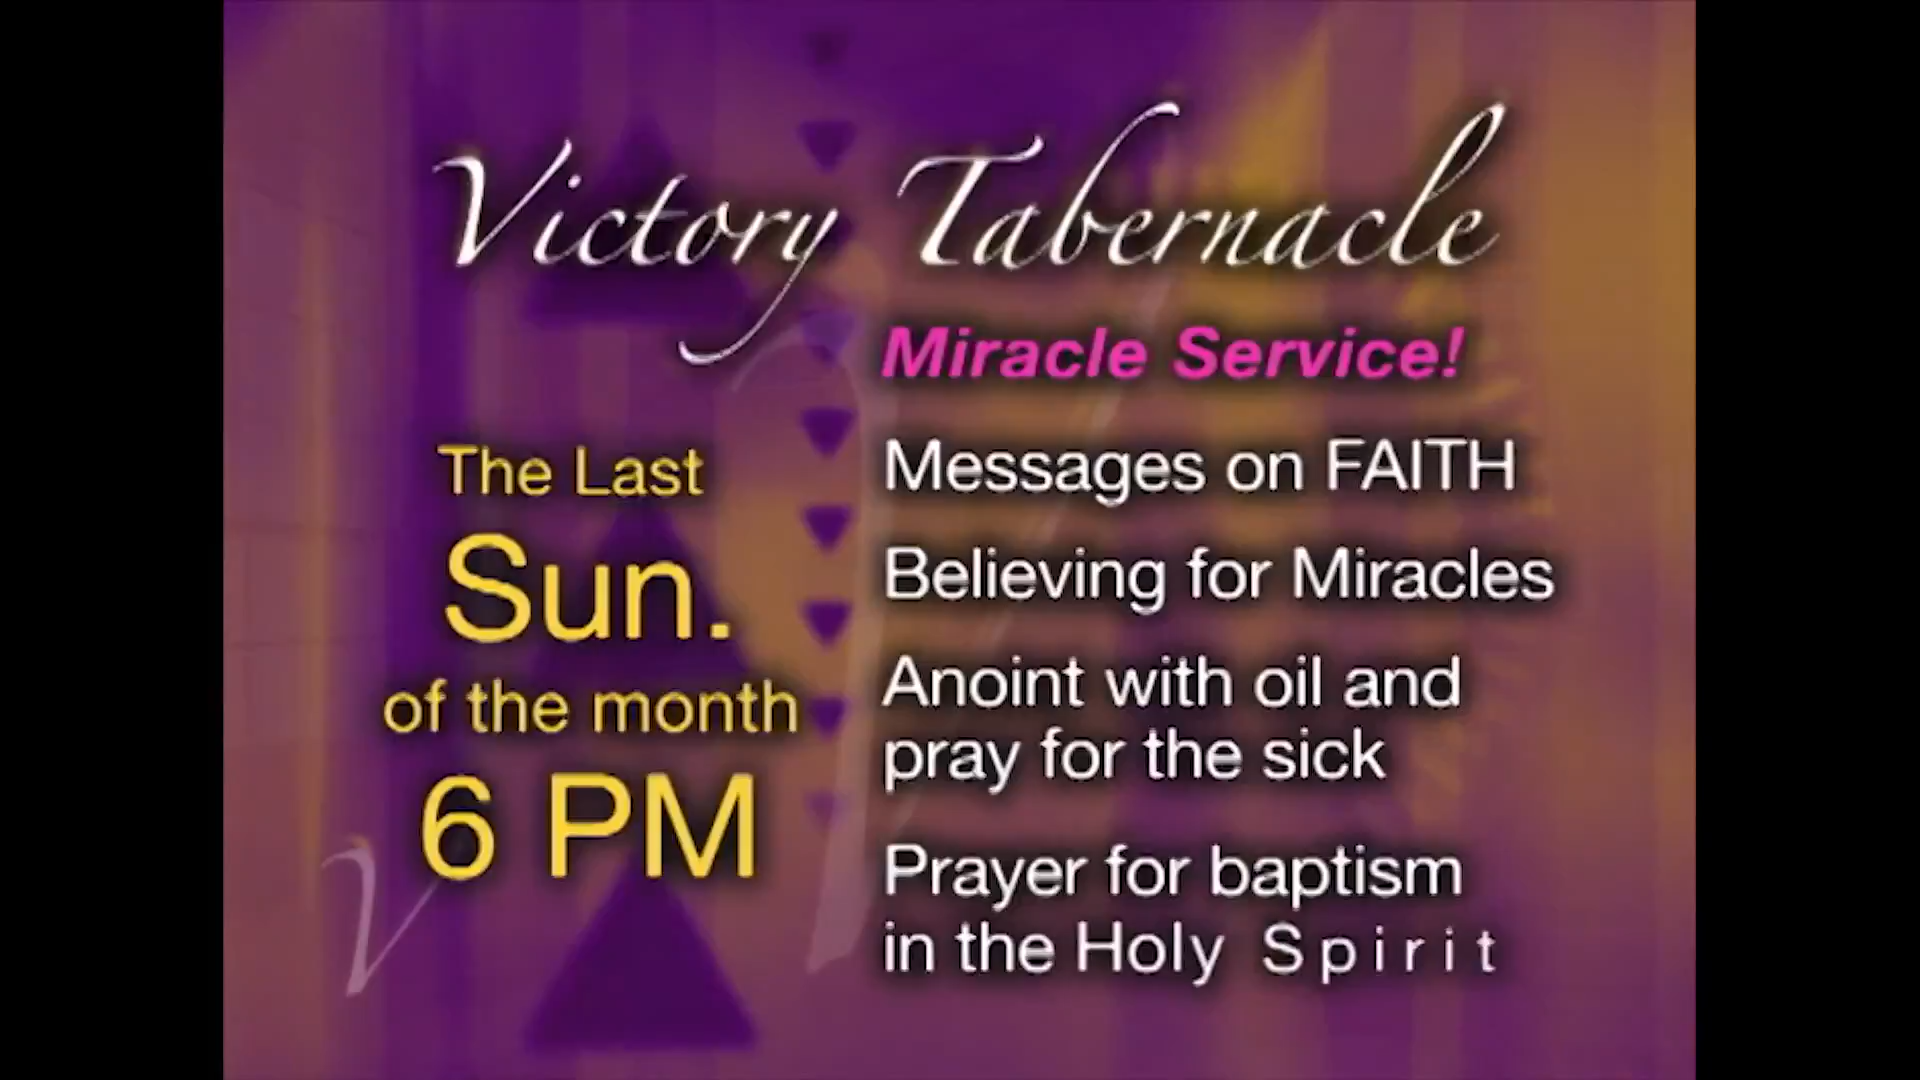 Victory Tabernacle
Miracle Service!
The Last
Sun.
of the month
6 PM
Messages on FAITH
Believing for Miracles
Anoint with oil and
pray for the sick
Prayer for baptism
in the Holy Spirit
V